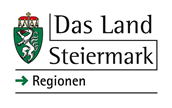 Das Land
Steiermark
→ Regionen